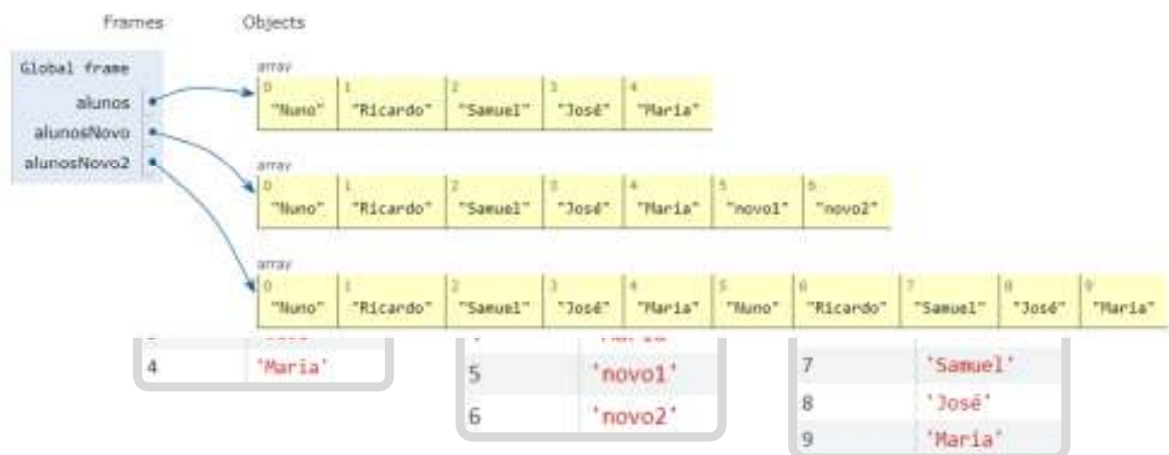 Frames Objects
Global frame
alunos
alunosNovo
alunosNovo2
array
0 1 2 3 4
"Nuno" "Ricardo" "Samuel" "José" "Maria"
array
0 1 2 3 4 5 6
"Nuno" "Ricardo" "Samuel" "José" "Maria" "novo1" "novo2"
array
0 1 2 3 4 5 6 7 8 9
"Nuno" "Ricardo" "Samuel" "José" "Maria" "Nuno" "Ricardo" "Samuel" "José" "Maria"
4 'Maria'
5 'novo1'
6 'novo2'
7 'Samuel'
8 'José'
9 'Maria'